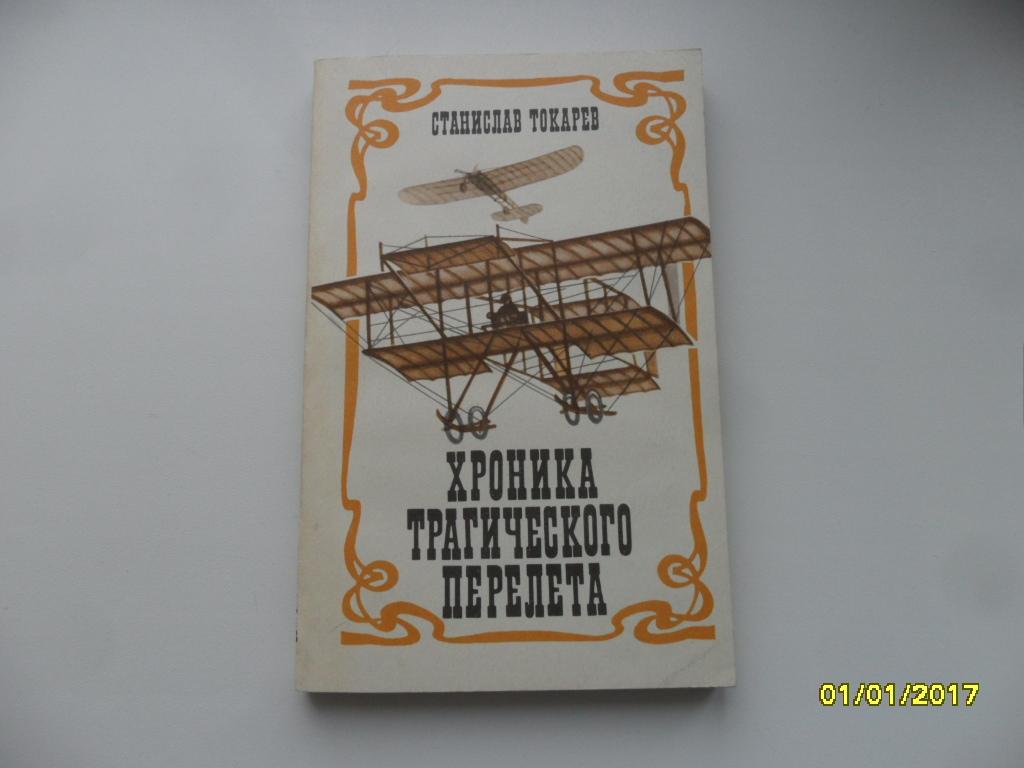 СТАНИСЛАВ ТОКАРЕВ
ХРОНИКА
ТРАГИЧЕСКОГО
ПЕРЕЛЕТА
01/01/2017